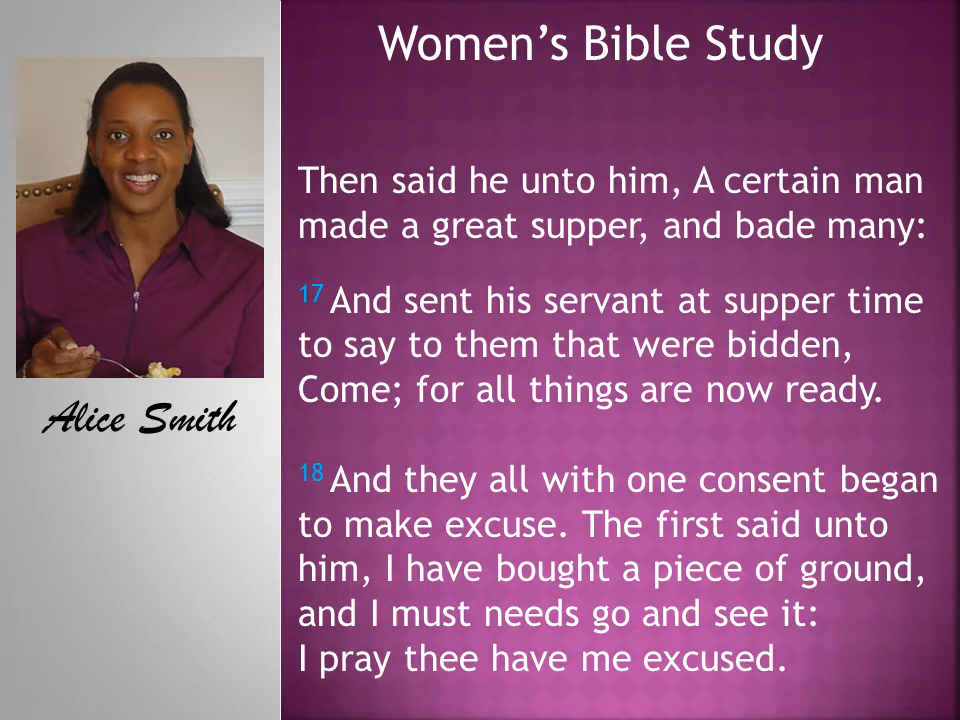 Women’s Bible Study
Then said he unto him, A certain man
made a great supper, and bade many:
17 And sent his servant at supper time
to say to them that were bidden,
Come; for all things are now ready.
18 And they all with one consent began
to make excuse. The first said unto
him, I have bought a piece of ground,
and I must needs go and see it:
I pray thee have me excused.
Alice Smith